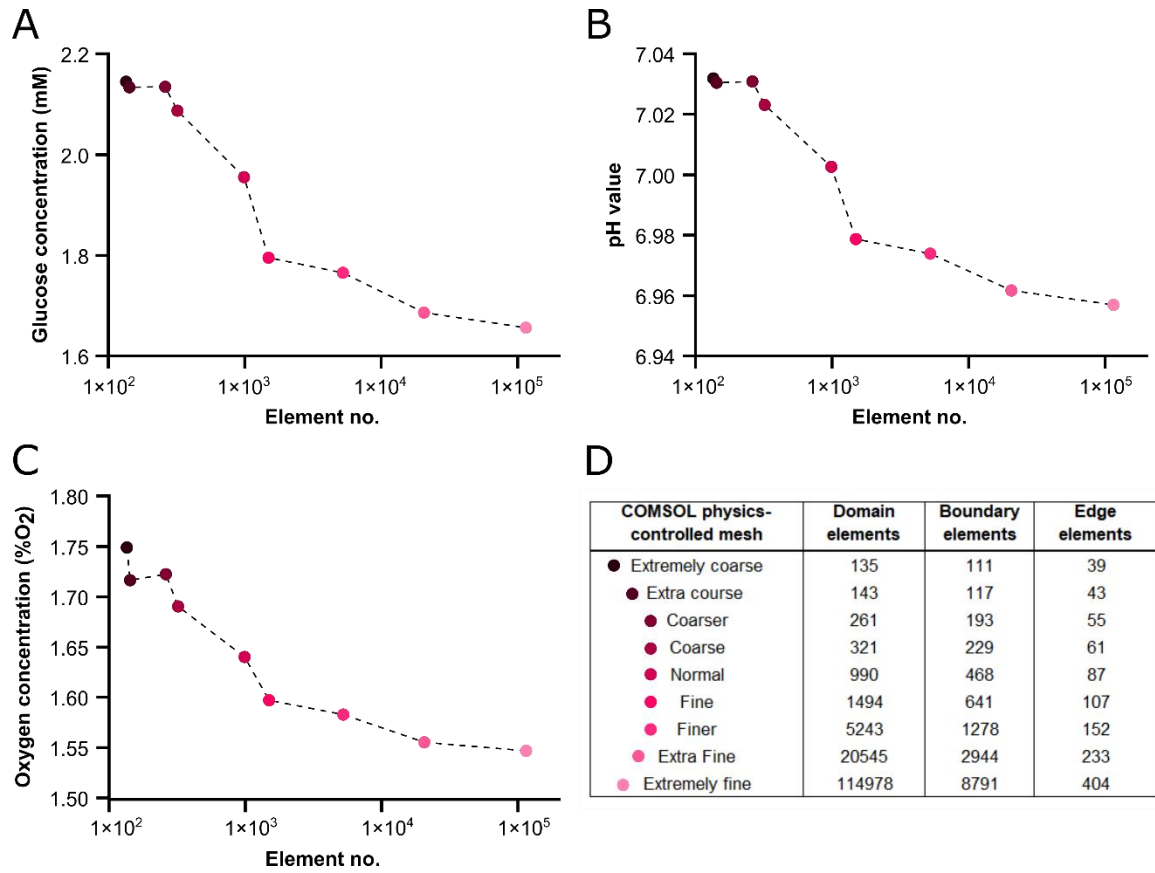 A
Glucose concentration (mM)
2.2
2.0
1.8
1.6
1×10²
1×10³
1×10⁴
1×10⁵
Element no.
B
pH value
7.04
7.02
7.00
6.98
6.96
6.94
1×10²
1×10³
1×10⁴
1×10⁵
Element no.
C
Oxygen concentration (%O₂)
1.80
1.75
1.70
1.65
1.60
1.55
1.50
1×10²
1×10³
1×10⁴
1×10⁵
Element no.
D
COMSOL physics-controlled mesh Domain elements Boundary elements Edge elements
Extremely coarse 135 111 39
Extra course 143 117 43
Coarser 261 193 55
Coarse 321 229 61
Normal 990 468 87
Fine 1494 641 107
Finer 5243 1278 152
Extra Fine 20545 2944 233
Extremely fine 114978 8791 404